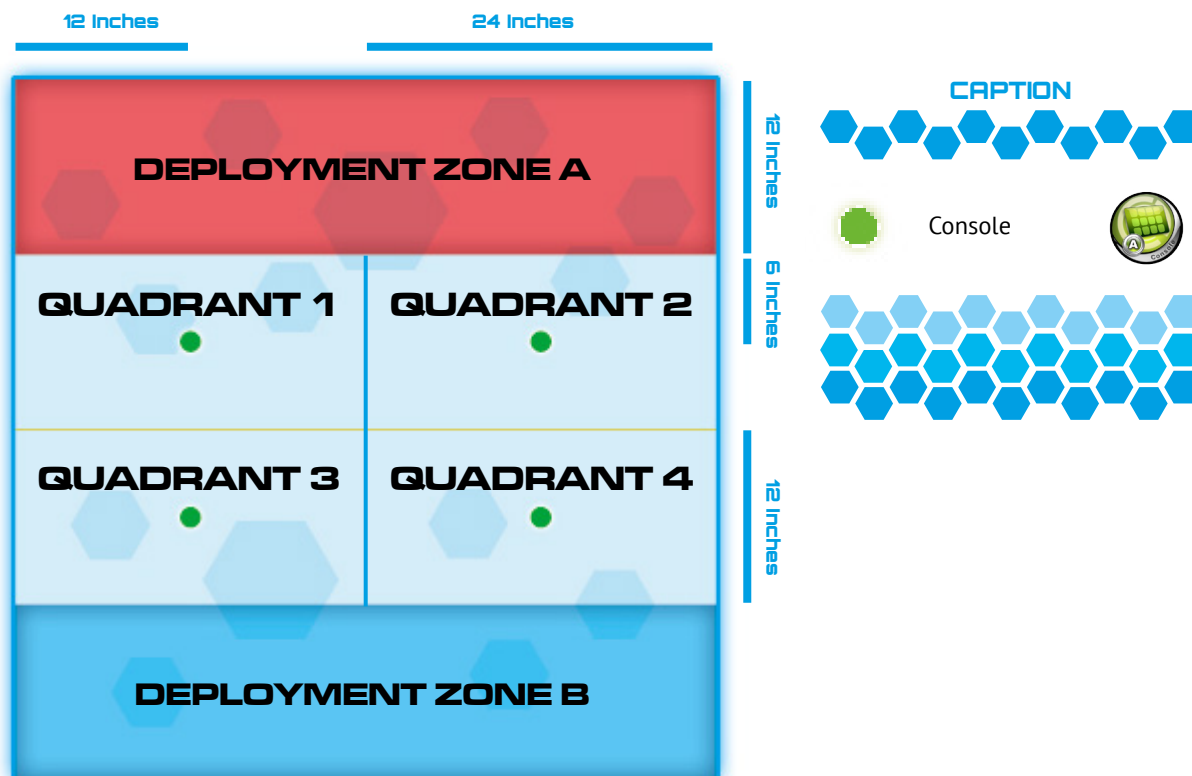 12 Inches
24 Inches
DEPLOYMENT ZONE A
12 Inches
CAPTION
Console
A
Console
QUADRANT 1
QUADRANT 2
6 Inches
QUADRANT 3
QUADRANT 4
12 Inches
DEPLOYMENT ZONE B